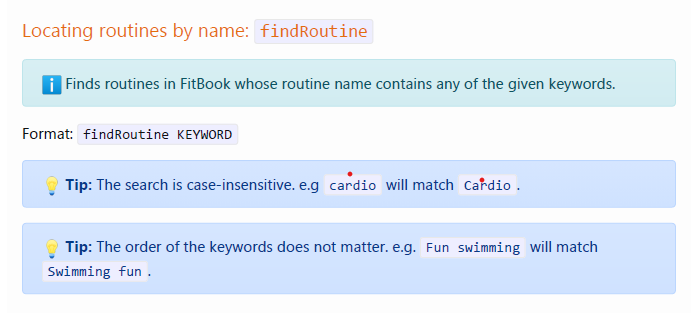 Locating routines by name: findRoutine
Finds routines in FitBook whose routine name contains any of the given keywords.
Format: findRoutine KEYWORD
Tip: The search is case-insensitive. e.g cardio will match Cardio.
Tip: The order of the keywords does not matter. e.g. Fun swimming will match
Swimming fun.